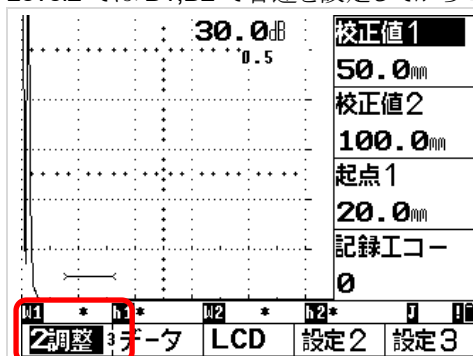 30.0dB
0.5
校正値1
50.0mm
校正値2
100.0mm
起点1
20.0mm
記録エコー
0
W1 * h1* W2 * h2* J
2調整 3データ LCD 設定2 設定3